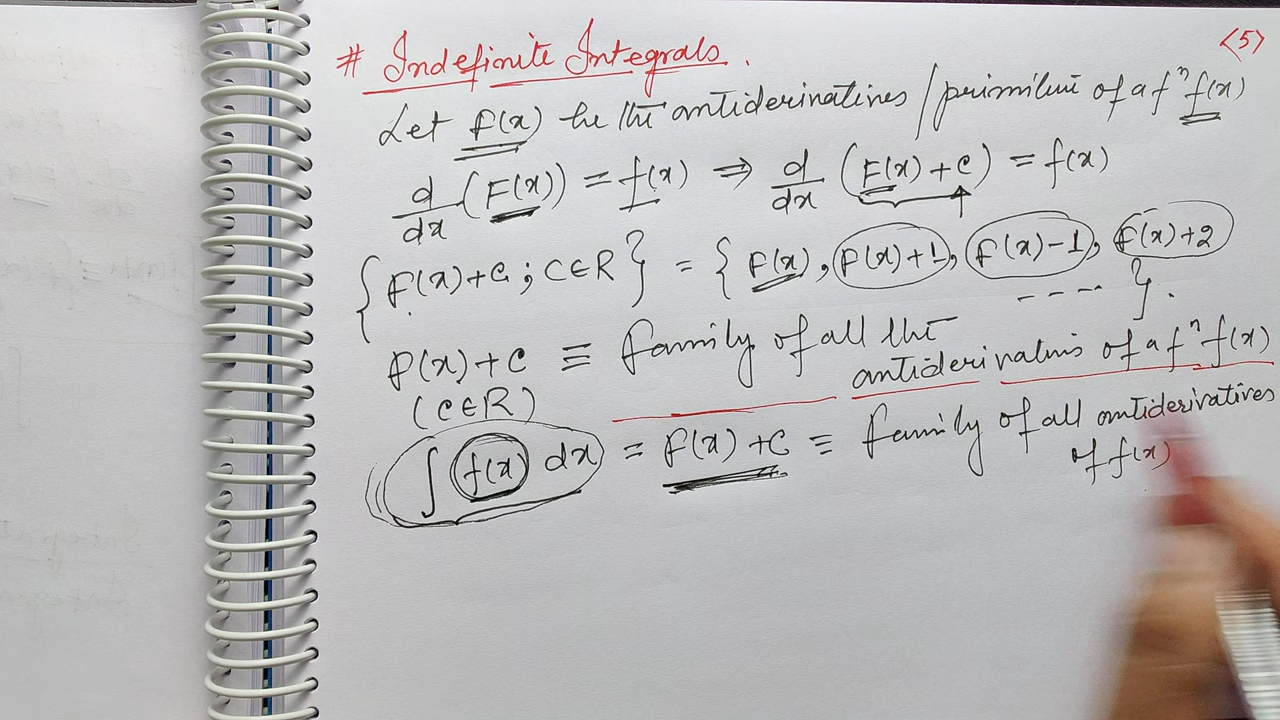 # Indefinite Integrals.
<5>
Let F(x) be the antiderivatives / primitive of a fⁿ f(x)
d/dx (F(x)) = f(x) ⇒ d/dx (F(x) + C) = f(x)
{F(x) + C ; C ∈ R} = {F(x), F(x)+1, F(x)-1, F(x)+2
---- }.
F(x) + C ≡ family of all the
antiderivatives of a fⁿ f(x)
(C ∈ R)
∫ f(x) dx = F(x) + C ≡ family of all antiderivatives
of f(x)